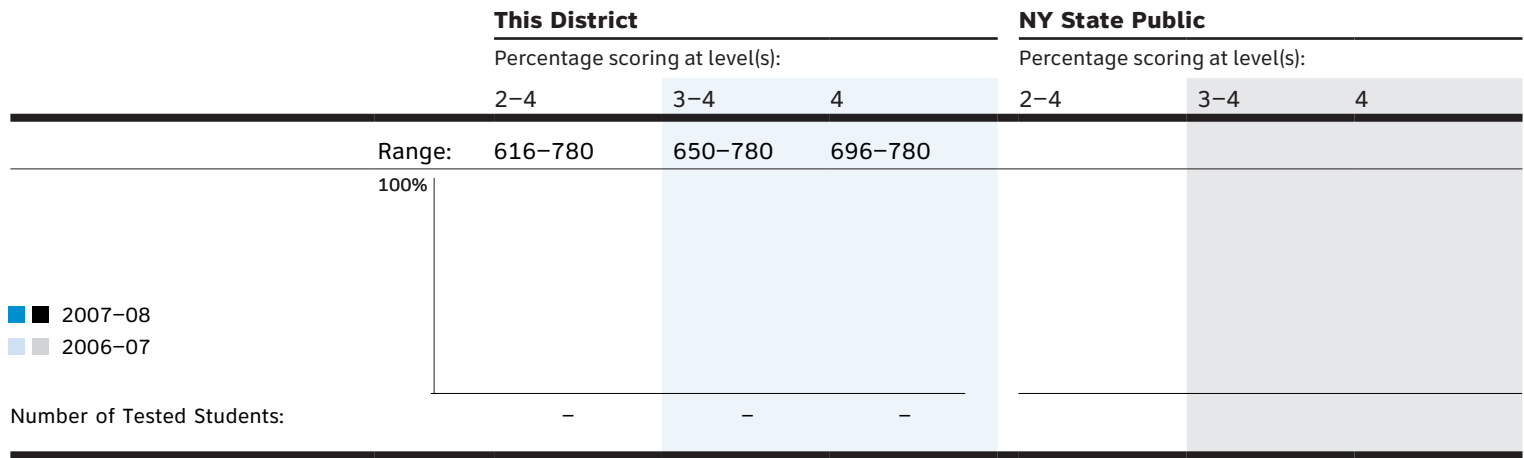 This District NY State Public
Percentage scoring at level(s): Percentage scoring at level(s):
2–4 3–4 4 2–4 3–4 4
Range: 616–780 650–780 696–780
100%
2007–08
2006–07
Number of Tested Students: – – –